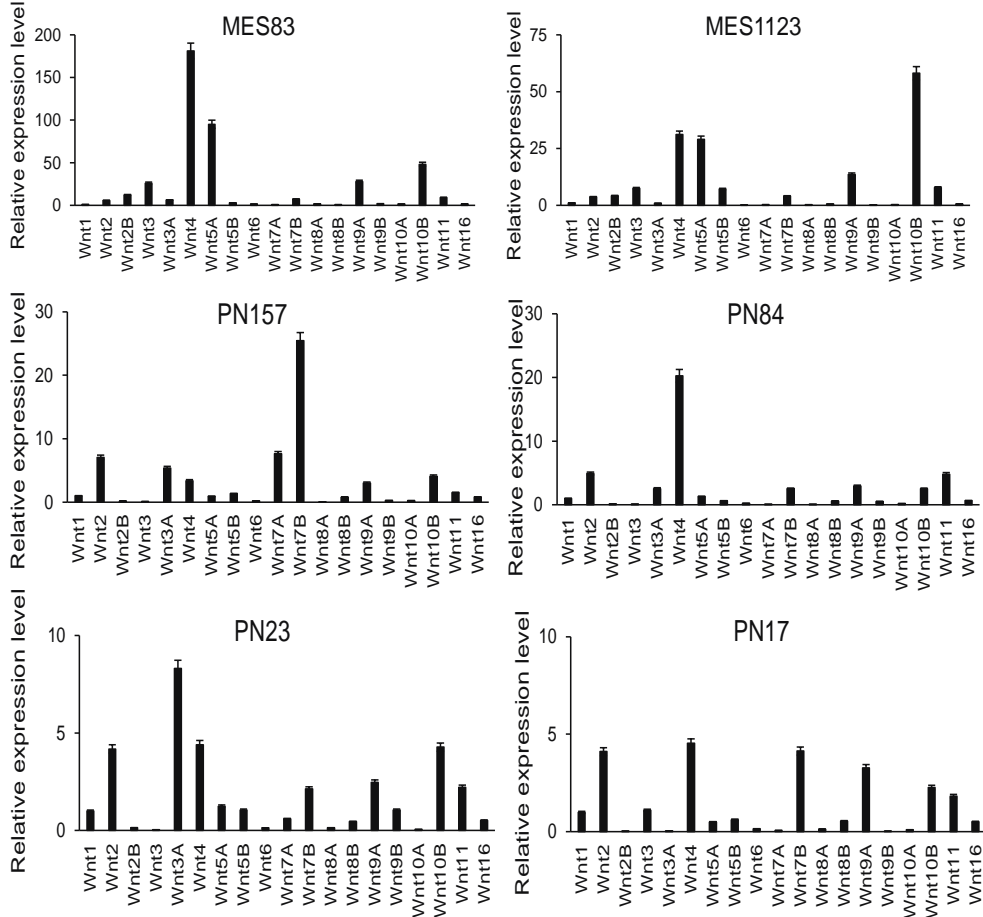 MES83
Relative expression level
200
150
100
50
0
Wnt1 Wnt2 Wnt2B Wnt3 Wnt3A Wnt4 Wnt5A Wnt5B Wnt6 Wnt7A Wnt7B Wnt8A Wnt8B Wnt9A Wnt9B Wnt10A Wnt10B Wnt11 Wnt16
MES1123
Relative expression level
75
50
25
0
Wnt1 Wnt2 Wnt2B Wnt3 Wnt3A Wnt4 Wnt5A Wnt5B Wnt6 Wnt7A Wnt7B Wnt8A Wnt8B Wnt9A Wnt9B Wnt10A Wnt10B Wnt11 Wnt16
PN157
Relative expression level
30
20
10
0
Wnt1 Wnt2 Wnt2B Wnt3 Wnt3A Wnt4 Wnt5A Wnt5B Wnt6 Wnt7A Wnt7B Wnt8A Wnt8B Wnt9A Wnt9B Wnt10A Wnt10B Wnt11 Wnt16
PN84
Relative expression level
30
20
10
0
Wnt1 Wnt2 Wnt2B Wnt3 Wnt3A Wnt4 Wnt5A Wnt5B Wnt6 Wnt7A Wnt7B Wnt8A Wnt8B Wnt9A Wnt9B Wnt10A Wnt10B Wnt11 Wnt16
PN23
Relative expression level
10
5
0
Wnt1 Wnt2 Wnt2B Wnt3 Wnt3A Wnt4 Wnt5A Wnt5B Wnt6 Wnt7A Wnt7B Wnt8A Wnt8B Wnt9A Wnt9B Wnt10A Wnt10B Wnt11 Wnt16
PN17
Relative expression level
10
5
0
Wnt1 Wnt2 Wnt2B Wnt3 Wnt3A Wnt4 Wnt5A Wnt5B Wnt6 Wnt7A Wnt7B Wnt8A Wnt8B Wnt9A Wnt9B Wnt10A Wnt10B Wnt11 Wnt16